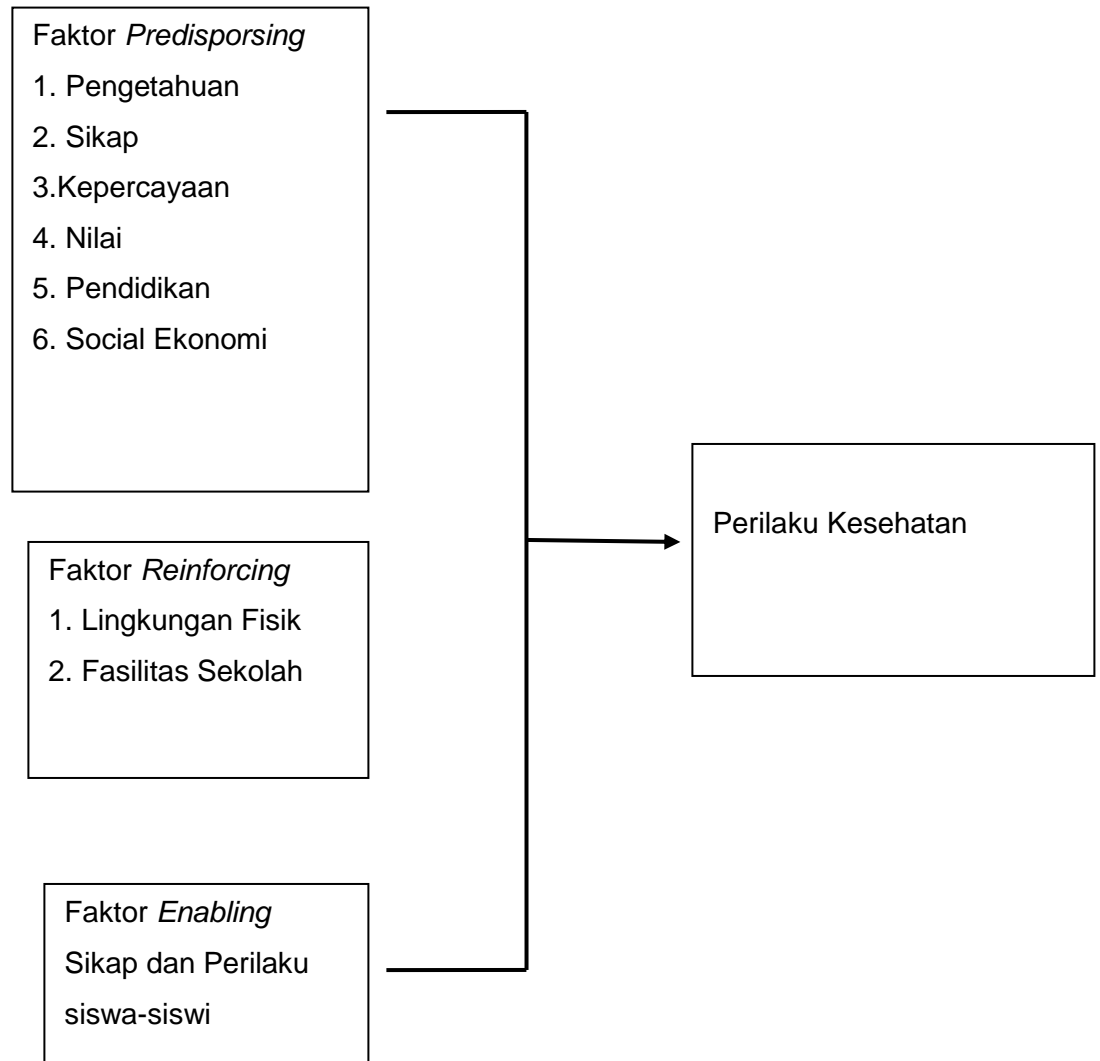 Faktor Predisporsing
1. Pengetahuan
2. Sikap
3.Kepercayaan
4. Nilai
5. Pendidikan
6. Social Ekonomi
Perilaku Kesehatan
Faktor Reinforcing
1. Lingkungan Fisik
2. Fasilitas Sekolah
Faktor Enabling
Sikap dan Perilaku
siswa-siswi